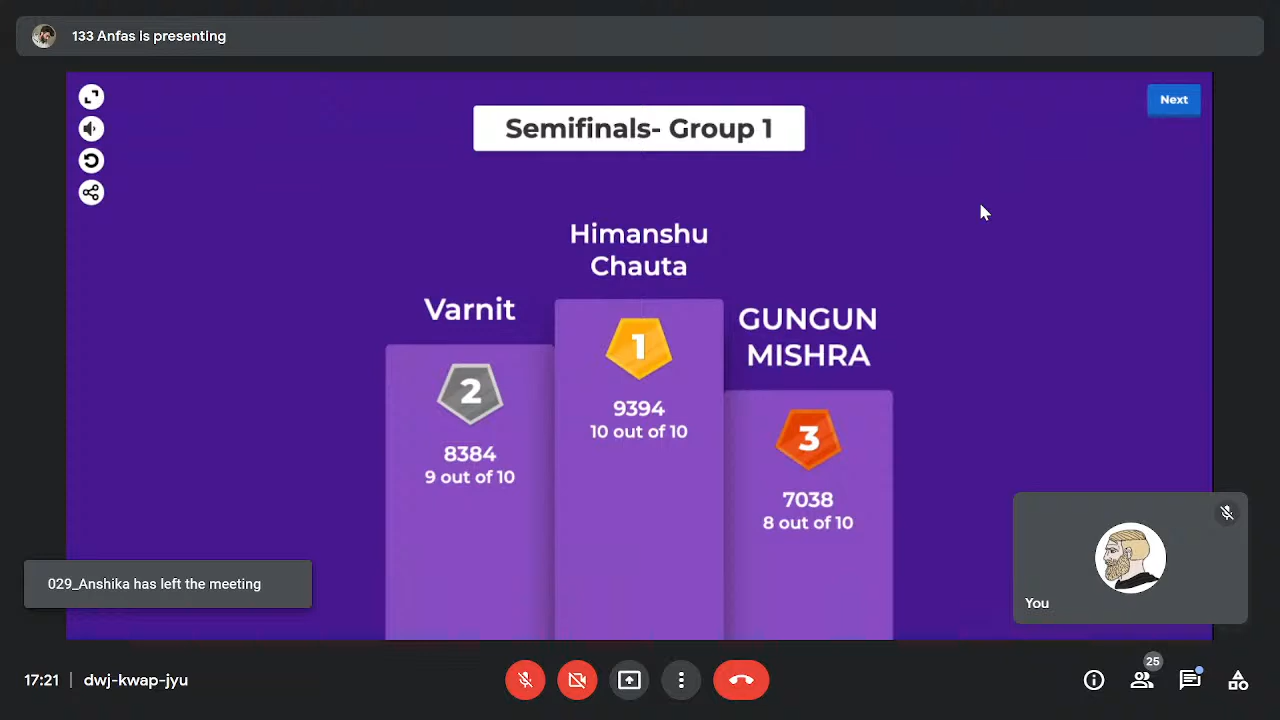 133 Anfas is presenting
Next
Semifinals- Group 1
Himanshu
Chauta
Varnit
GUNGUN
MISHRA
1
9394
10 out of 10
2
8384
9 out of 10
3
7038
8 out of 10
029_Anshika has left the meeting
You
17:21 | dwj-kwap-jyu
25